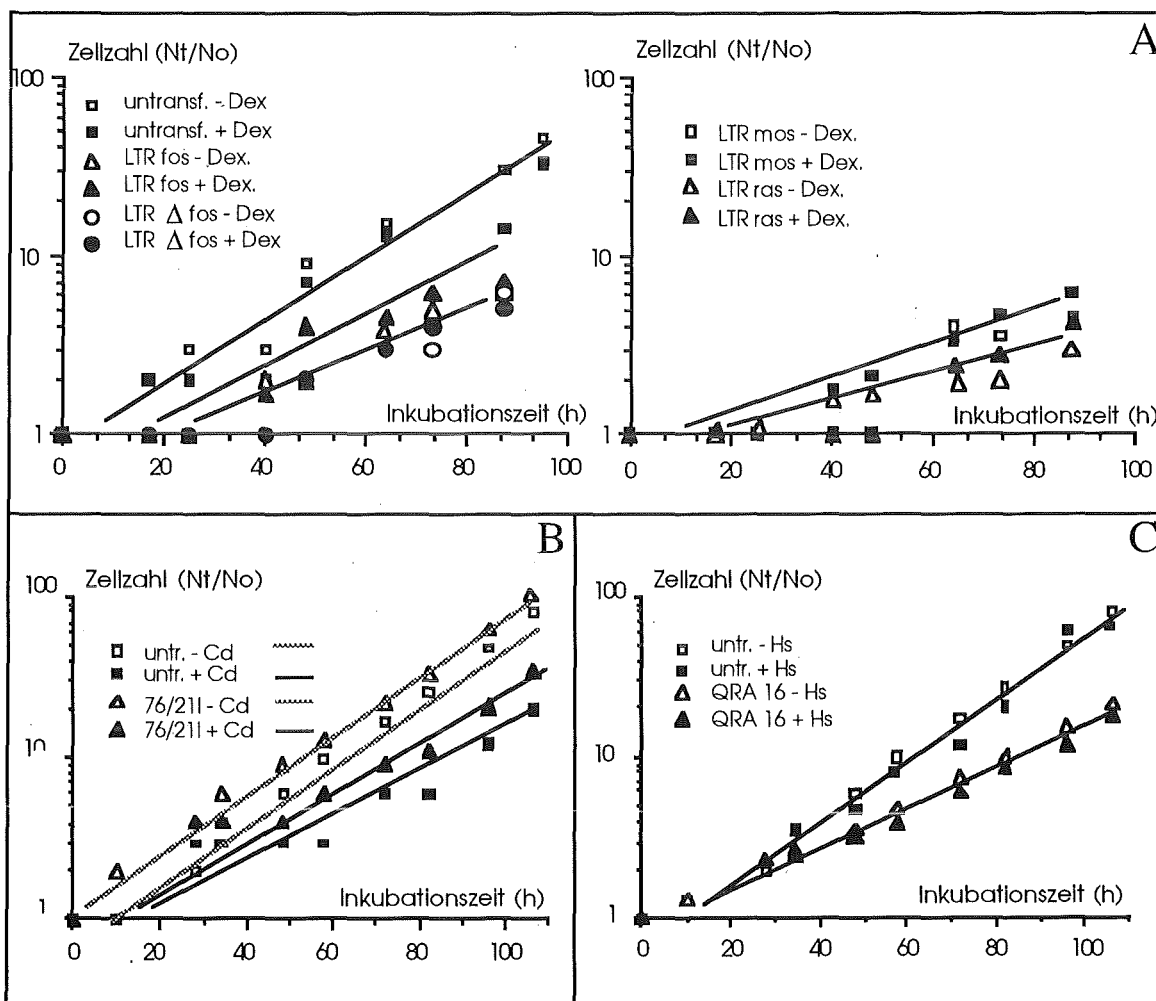 A
Zellzahl (Nt/No)
100
untransf. - Dex
untransf. + Dex
LTR fos - Dex.
LTR fos + Dex.
LTR Δ fos - Dex
LTR Δ fos + Dex
10
Inkubationszeit (h)
1
0 20 40 60 80 100
Zellzahl (Nt/No)
100
LTR mos - Dex.
LTR mos + Dex.
LTR ras - Dex.
LTR ras + Dex.
10
Inkubationszeit (h)
1
0 20 40 60 80 100
B
Zellzahl (Nt/No)
100
untr. - Cd
untr. + Cd
76/21I - Cd
76/21I + Cd
10
Inkubationszeit (h)
1
0 20 40 60 80 100
C
Zellzahl (Nt/No)
100
untr. - Hs
untr. + Hs
QRA 16 - Hs
QRA 16 + Hs
10
Inkubationszeit (h)
1
0 20 40 60 80 100